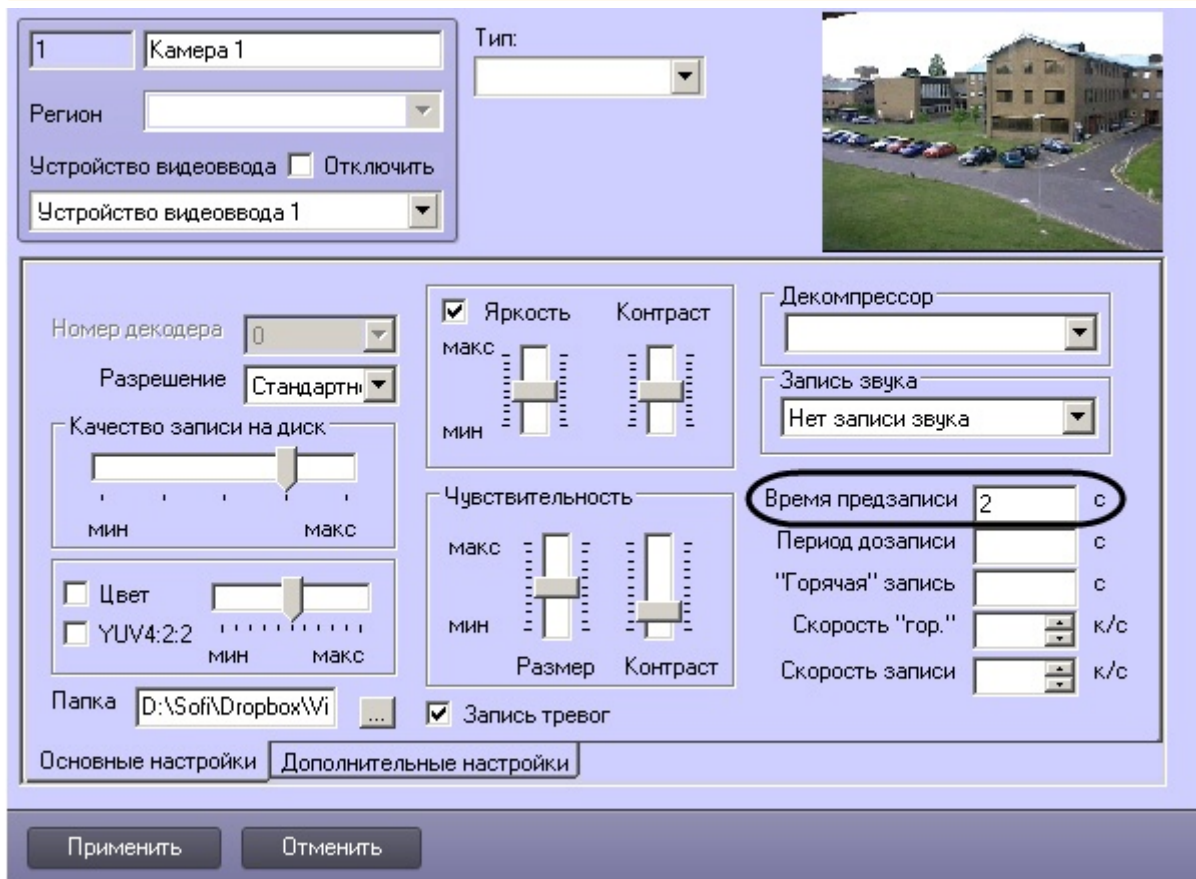 1 Камера 1
Тип:
Регион
Устройство видеоввода Отключить
Устройство видеоввода 1
Номер декодера 0
Разрешение Стандартн
Качество записи на диск
мин макс
Цвет
YUV4:2:2
мин макс
Папка D:\Sofi\Dropbox\Vi ...
Яркость Контраст
макс
мин
Чувствительность
макс
мин
Размер Контраст
Запись тревог
Декомпрессор
Запись звука
Нет записи звука
Время предзаписи 2 с
Период дозаписи с
"Горячая" запись с
Скорость "гор." к/с
Скорость записи к/с
Основные настройки Дополнительные настройки
Применить Отменить